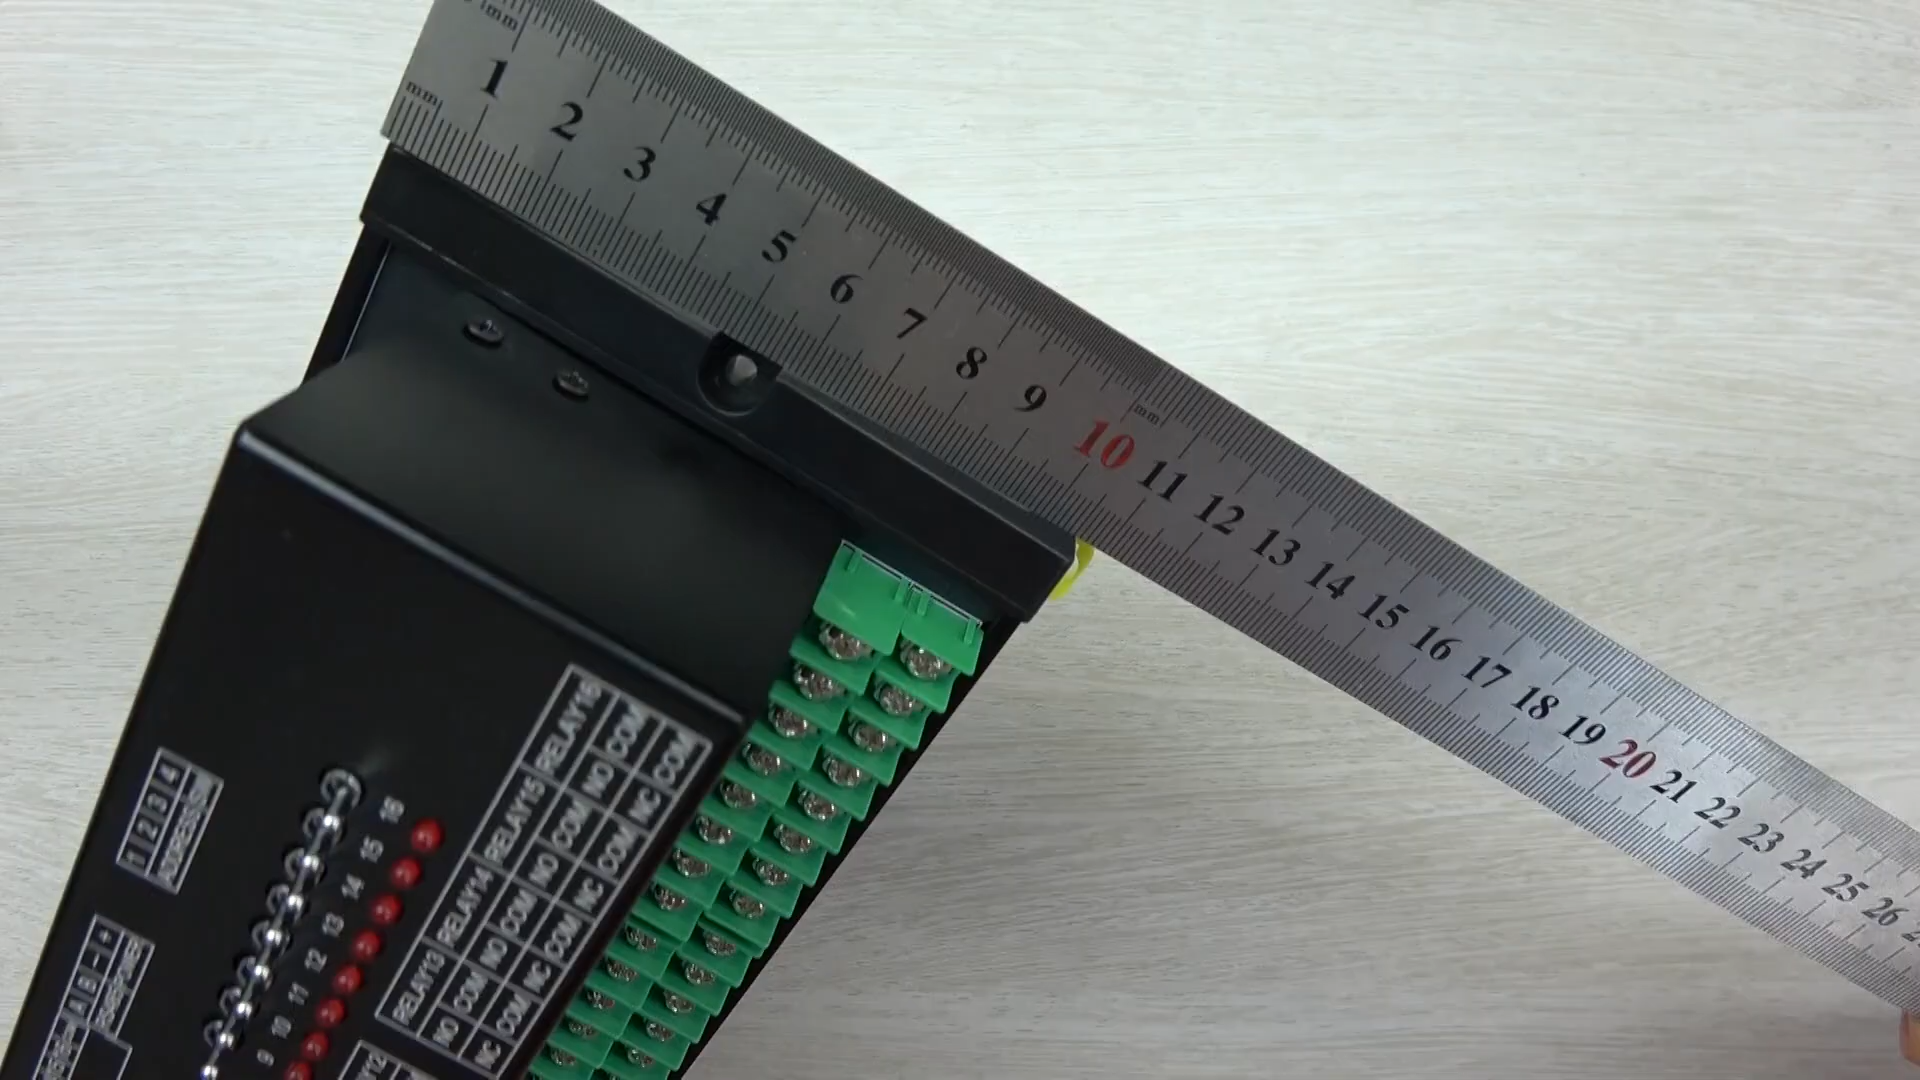 mm
mm
1 2 3 4 5 6 7 8 9 10 11 12 13 14 15 16 17 18 19 20 21 22 23 24 25 26
mm
RELAY16
RELAY15
RELAY14
RELAY13
COM
NO
COM
NO
COM
NO
COM
NO
COM
NC
COM
NC
COM
NC
COM
NC
1 2 3 4
ADDRESS
16
15
14
13
12
11
10
9
A B - +